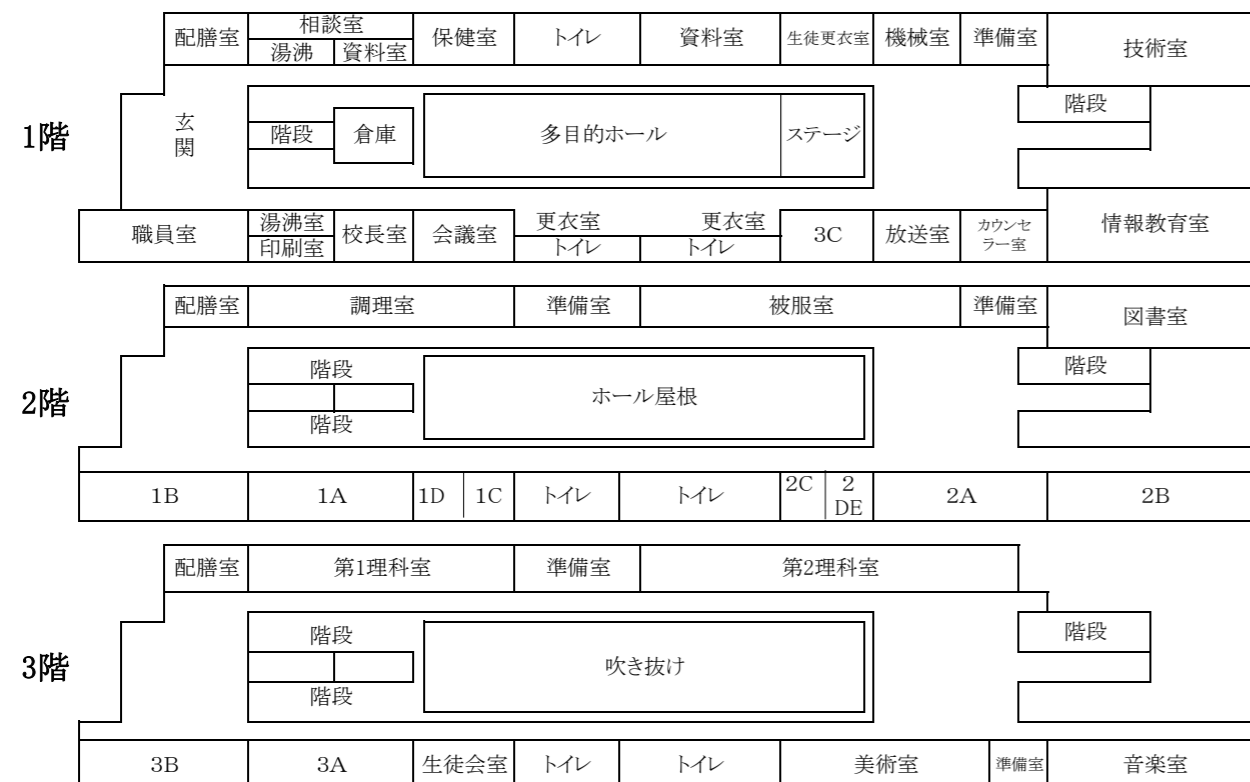 配膳室 相談室 保健室 トイレ 資料室 生徒更衣室 機械室 準備室 技術室
湯沸 資料室
1階
玄関
階段 倉庫 多目的ホール ステージ 階段
職員室 湯沸室 校長室 会議室 更衣室 更衣室 3C 放送室 カウンセ 情報教育室
印刷室 トイレ トイレ ラー室
配膳室 調理室 準備室 被服室 準備室 図書室
2階
階段 ホール屋根 階段
階段
1B 1A 1D 1C トイレ トイレ 2C 2 2A 2B
DE
配膳室 第1理科室 準備室 第2理科室
3階
階段 吹き抜け 階段
階段
3B 3A 生徒会室 トイレ トイレ 美術室 準備室 音楽室